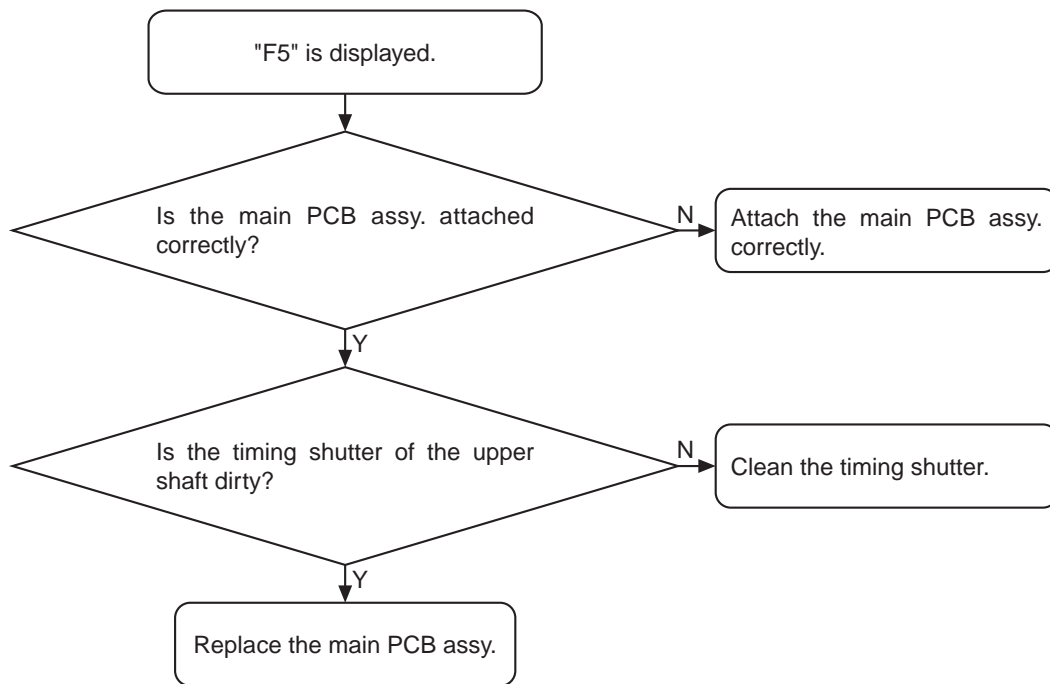 "F5" is displayed.
Is the main PCB assy. attached
correctly?
N
Attach the main PCB assy.
correctly.
Y
Is the timing shutter of the upper
shaft dirty?
N
Clean the timing shutter.
Y
Replace the main PCB assy.